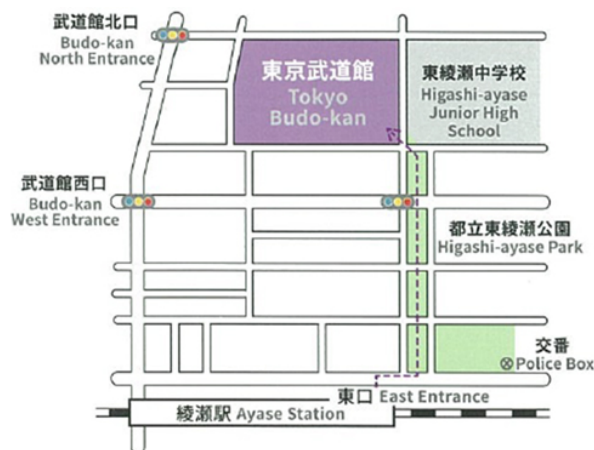 武道館北口
Budo-kan
North Entrance
東京武道館
Tokyo
Budo-kan
東綾瀬中学校
Higashi-ayase
Junior High
School
武道館西口
Budo-kan
West Entrance
都立東綾瀬公園
Higashi-ayase Park
交番
Police Box
東口 East Entrance
綾瀬駅 Ayase Station